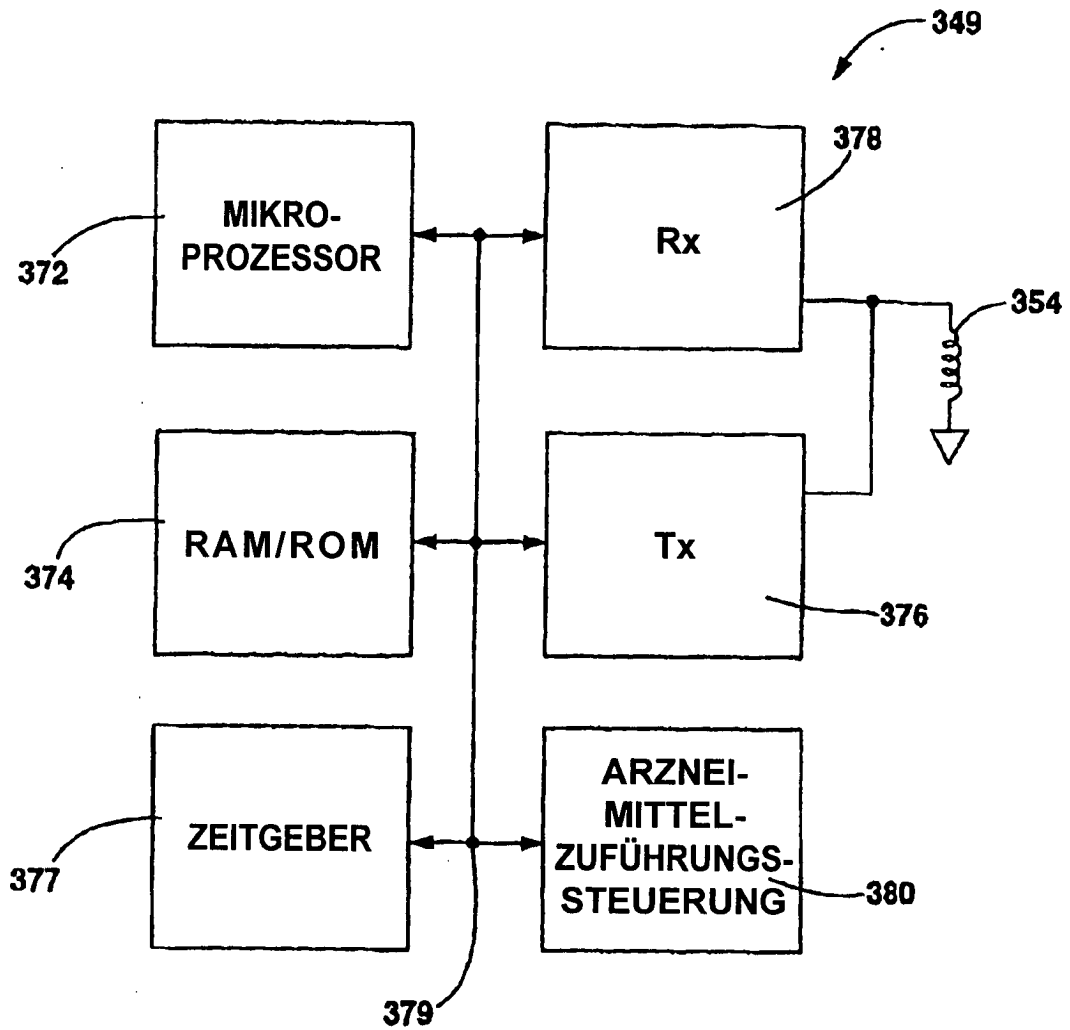 349
378
MIKRO-
PROZESSOR
372
Rx
354
RAM/ROM
374
Tx
376
ZEITGEBER
377
ARZNEI-
MITTEL-
ZUFÜHRUNGS-
STEUERUNG
380
379